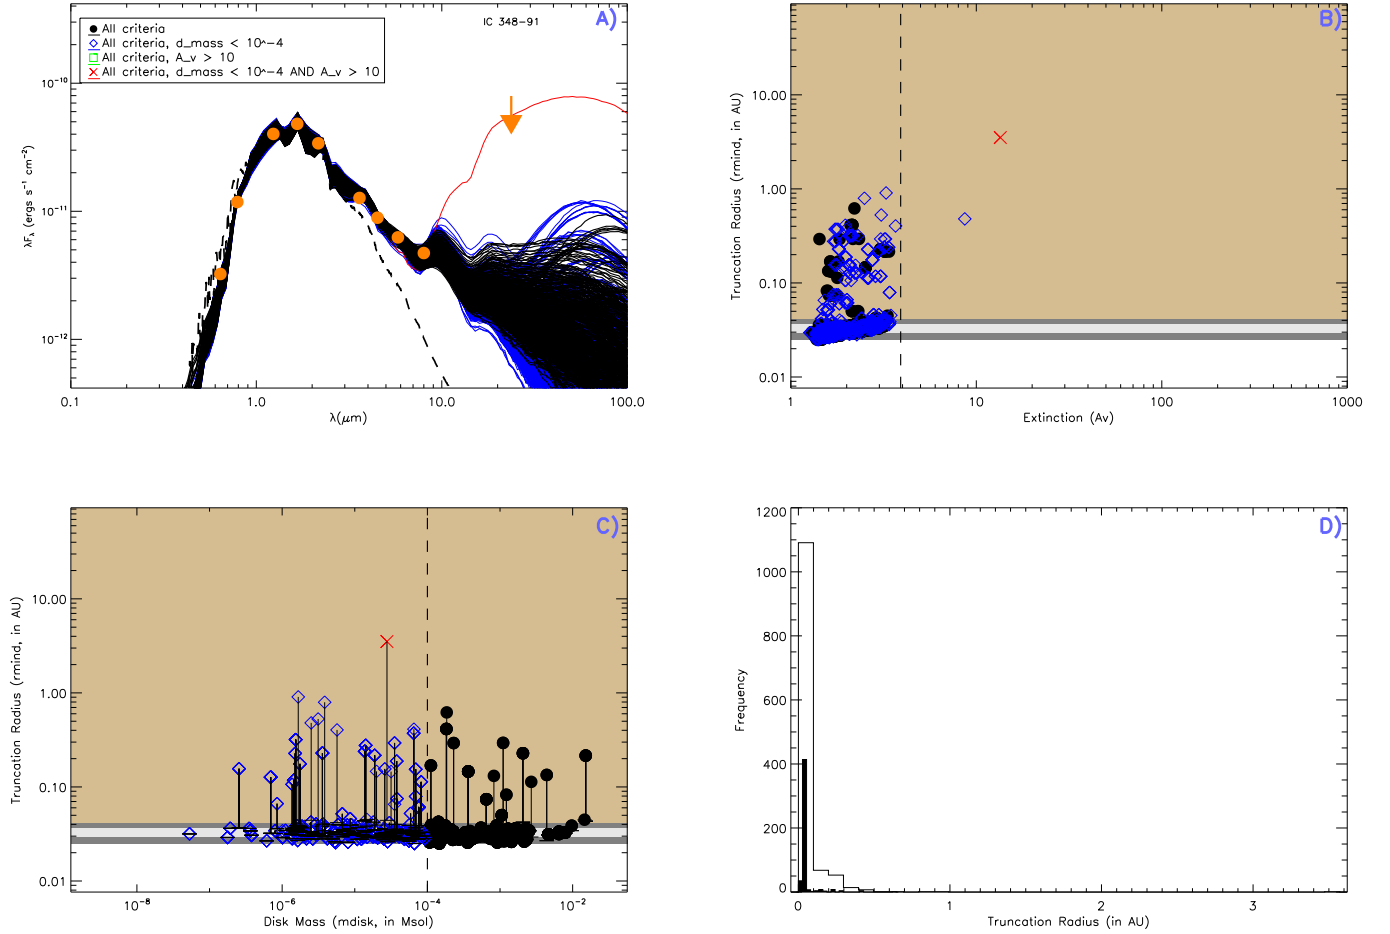 IC 348-91
A)
All criteria
All criteria, d_mass < 10^-4
All criteria, A_v > 10
All criteria, d_mass < 10^-4 AND A_v > 10
10⁻¹⁰
10⁻¹¹
10⁻¹²
λF_λ (ergs s⁻¹ cm⁻²)
0.1 1.0 10.0 100.0
λ(μm)
B)
10.00
1.00
0.10
0.01
Truncation Radius (rmind, in AU)
1 10 100 1000
Extinction (Av)
C)
10.00
1.00
0.10
0.01
Truncation Radius (rmind, in AU)
10⁻⁸ 10⁻⁶ 10⁻⁴ 10⁻²
Disk Mass (mdisk, in Msol)
D)
1200
1000
800
600
400
200
0
Frequency
0 1 2 3
Truncation Radius (in AU)